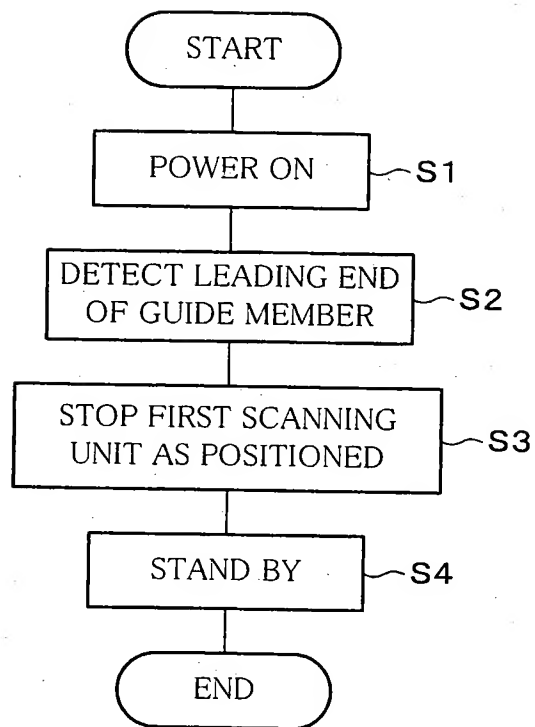 START
POWER ON
S1
DETECT LEADING END
OF GUIDE MEMBER
S2
STOP FIRST SCANNING
UNIT AS POSITIONED
S3
STAND BY
S4
END